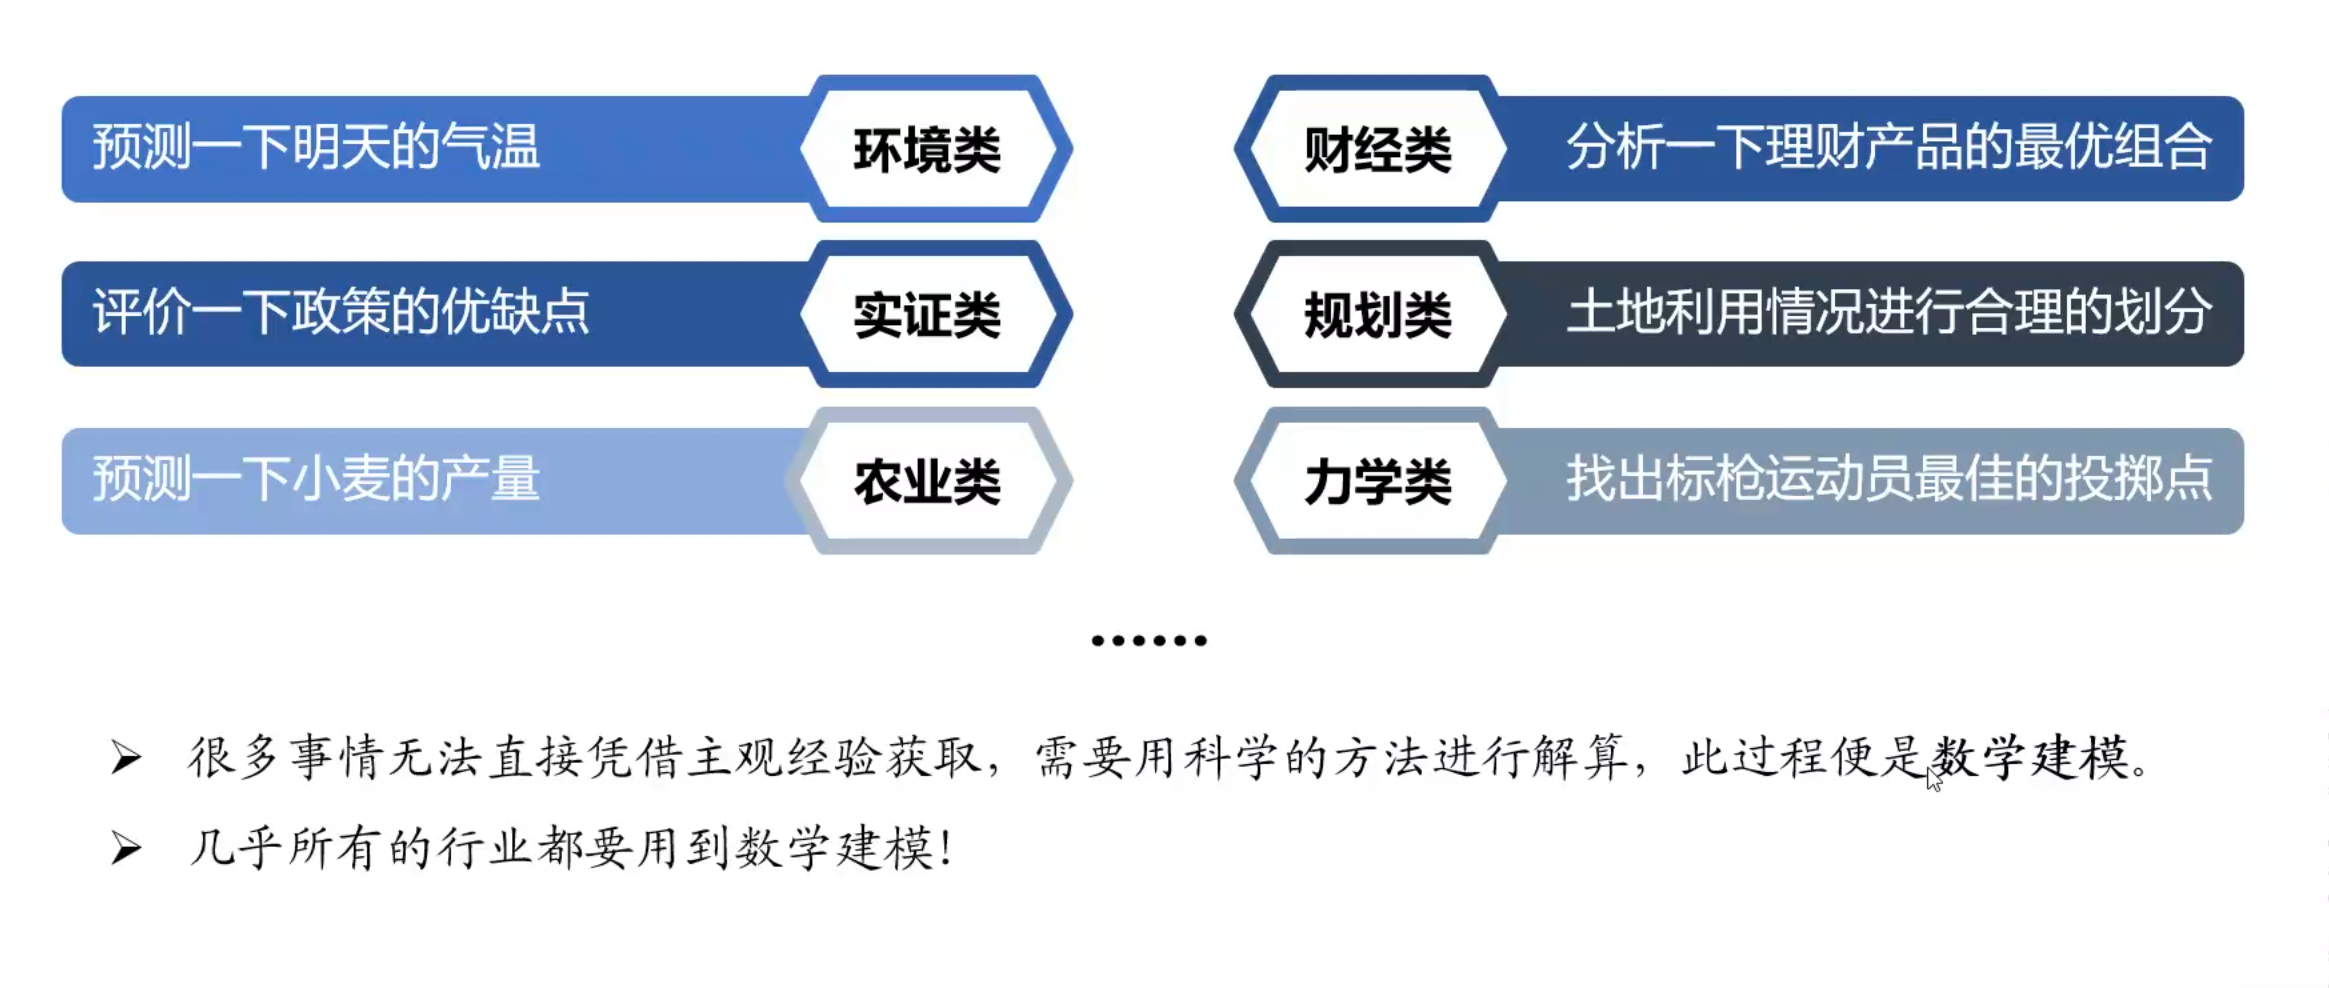 预测一下明天的气温 环境类 财经类 分析一下理财产品的最优组合
评价一下政策的优缺点 实证类 规划类 土地利用情况进行合理的划分
预测一下小麦的产量 农业类 力学类 找出标枪运动员最佳的投掷点
······
➢ 很多事情无法直接凭借主观经验获取，需要用科学的方法进行解算，此过程便是数学建模。
➢ 几乎所有的行业都要用到数学建模！